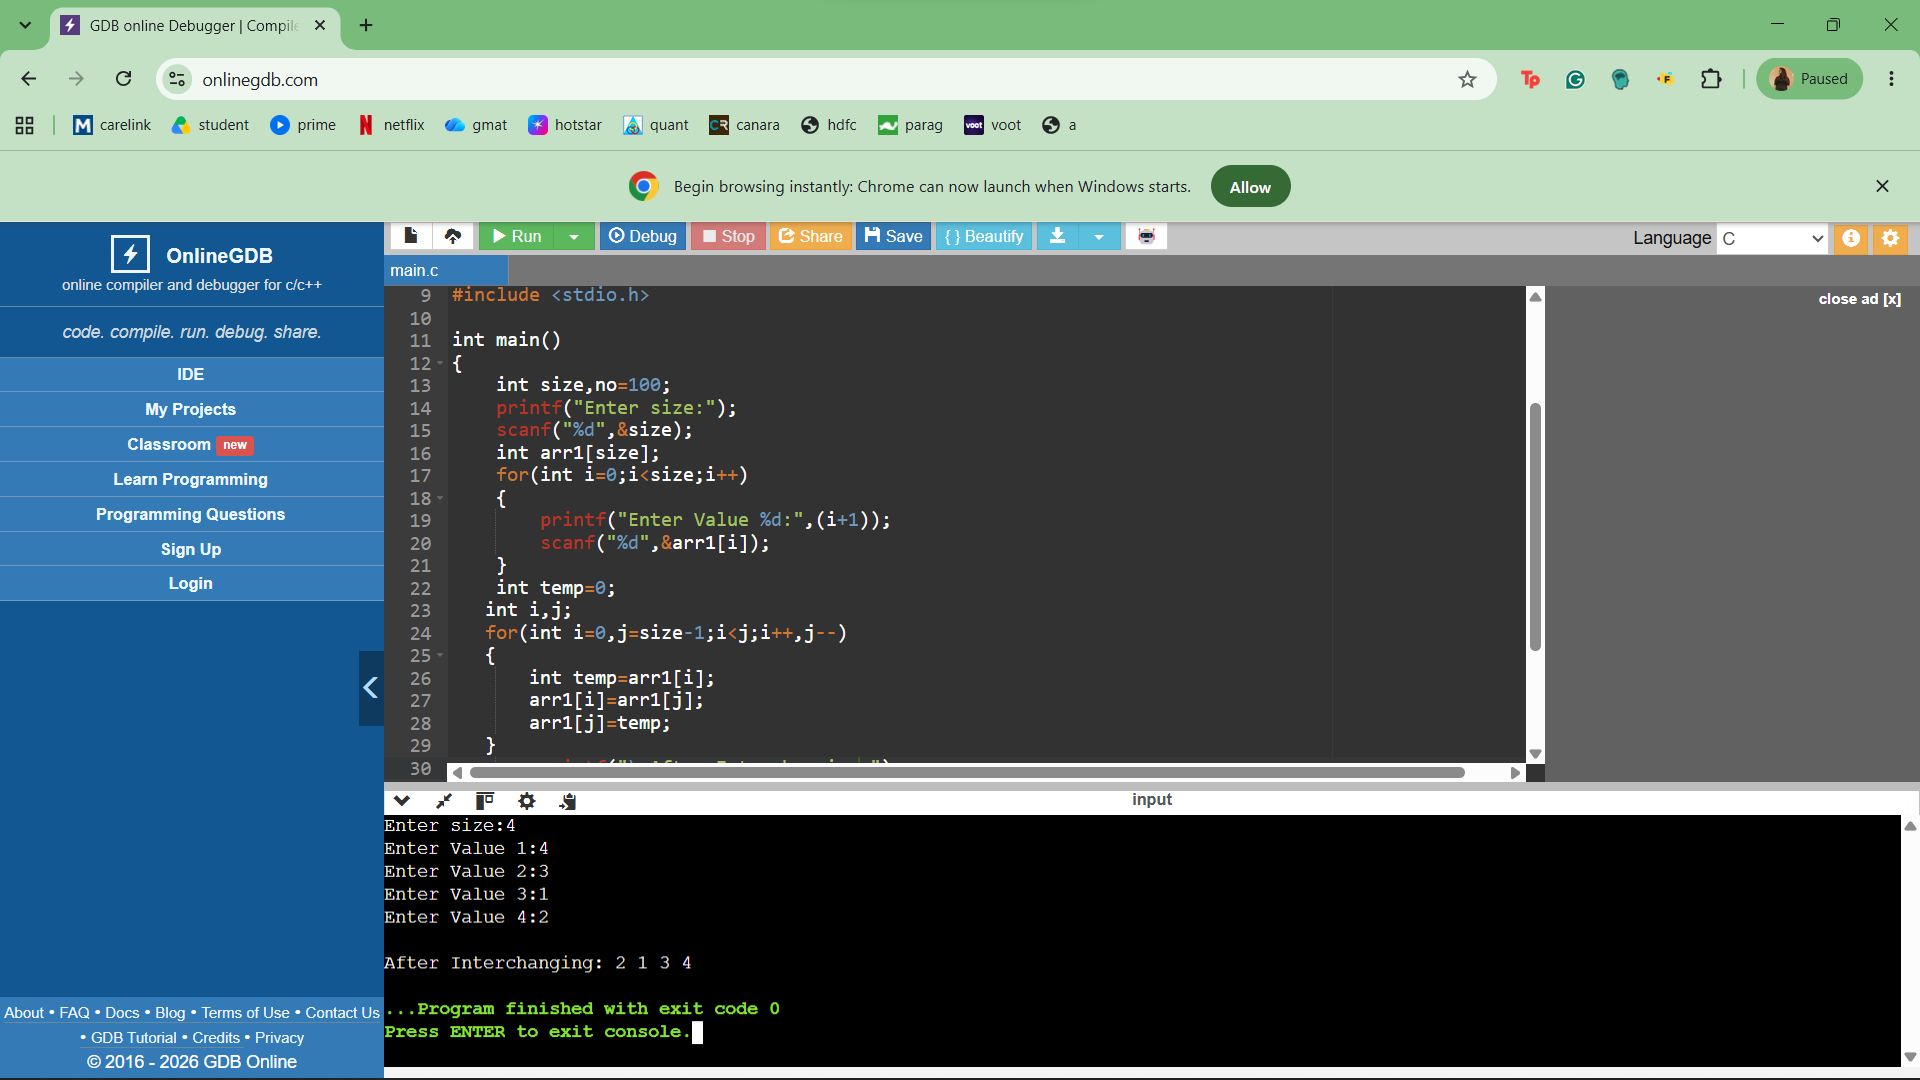 GDB online Debugger | Compile
onlinegdb.com
Tp
Paused
carelink
student
prime
netflix
gmat
hotstar
quant
canara
hdfc
parag
voot
a
Begin browsing instantly: Chrome can now launch when Windows starts.
Allow
OnlineGDB
online compiler and debugger for c/c++
code. compile. run. debug. share.
IDE
My Projects
Classroom new
Learn Programming
Programming Questions
Sign Up
Login
About • FAQ • Docs • Blog • Terms of Use • Contact Us
• GDB Tutorial • Credits • Privacy
© 2016 - 2026 GDB Online
Run Debug Stop Share Save { } Beautify
Language C
main.c
close ad [x]
9 #include <stdio.h>
10
11 int main()
12 {
13 int size,no=100;
14 printf("Enter size:");
15 scanf("%d",&size);
16 int arr1[size];
17 for(int i=0;i<size;i++)
18 {
19 printf("Enter Value %d:",(i+1));
20 scanf("%d",&arr1[i]);
21 }
22 int temp=0;
23 int i,j;
24 for(int i=0,j=size-1;i<j;i++,j--)
25 {
26 int temp=arr1[i];
27 arr1[i]=arr1[j];
28 arr1[j]=temp;
29 }
30
input
Enter size:4
Enter Value 1:4
Enter Value 2:3
Enter Value 3:1
Enter Value 4:2
After Interchanging: 2 1 3 4
...Program finished with exit code 0
Press ENTER to exit console.